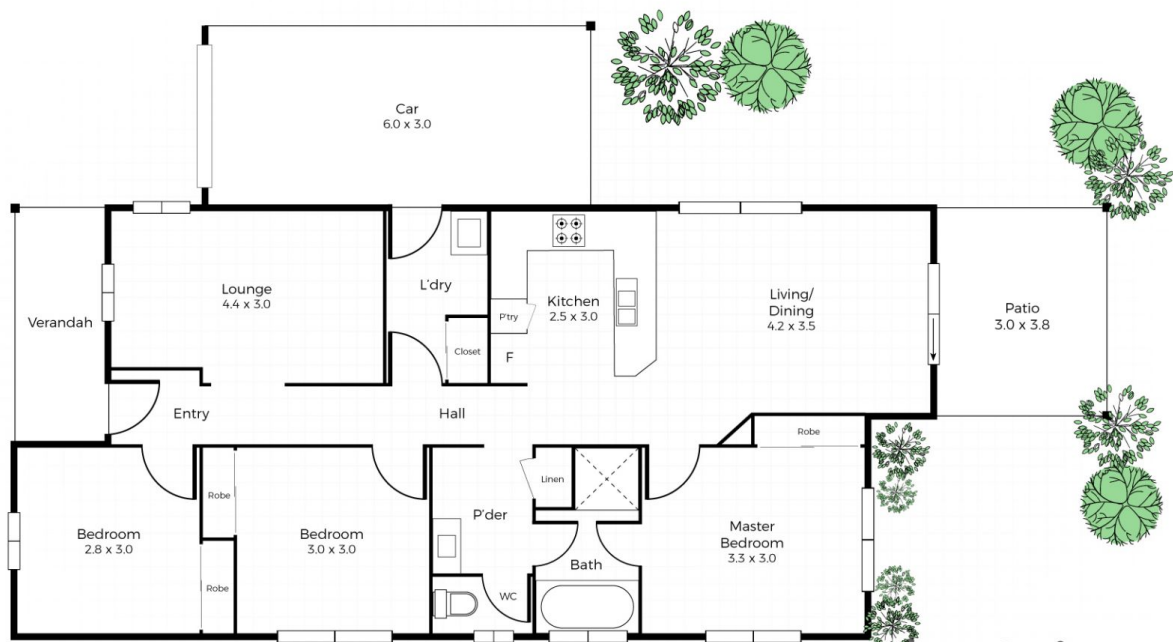 Car
6.0 x 3.0
Lounge
4.4 x 3.0
Verandah
L'dry
Closet
P'try
F
Kitchen
2.5 x 3.0
Living/
Dining
4.2 x 3.5
Patio
3.0 x 3.8
Entry
Hall
Robe
Bedroom
2.8 x 3.0
Robe
Robe
Bedroom
3.0 x 3.0
P'der
Linen
WC
Bath
Master
Bedroom
3.3 x 3.0